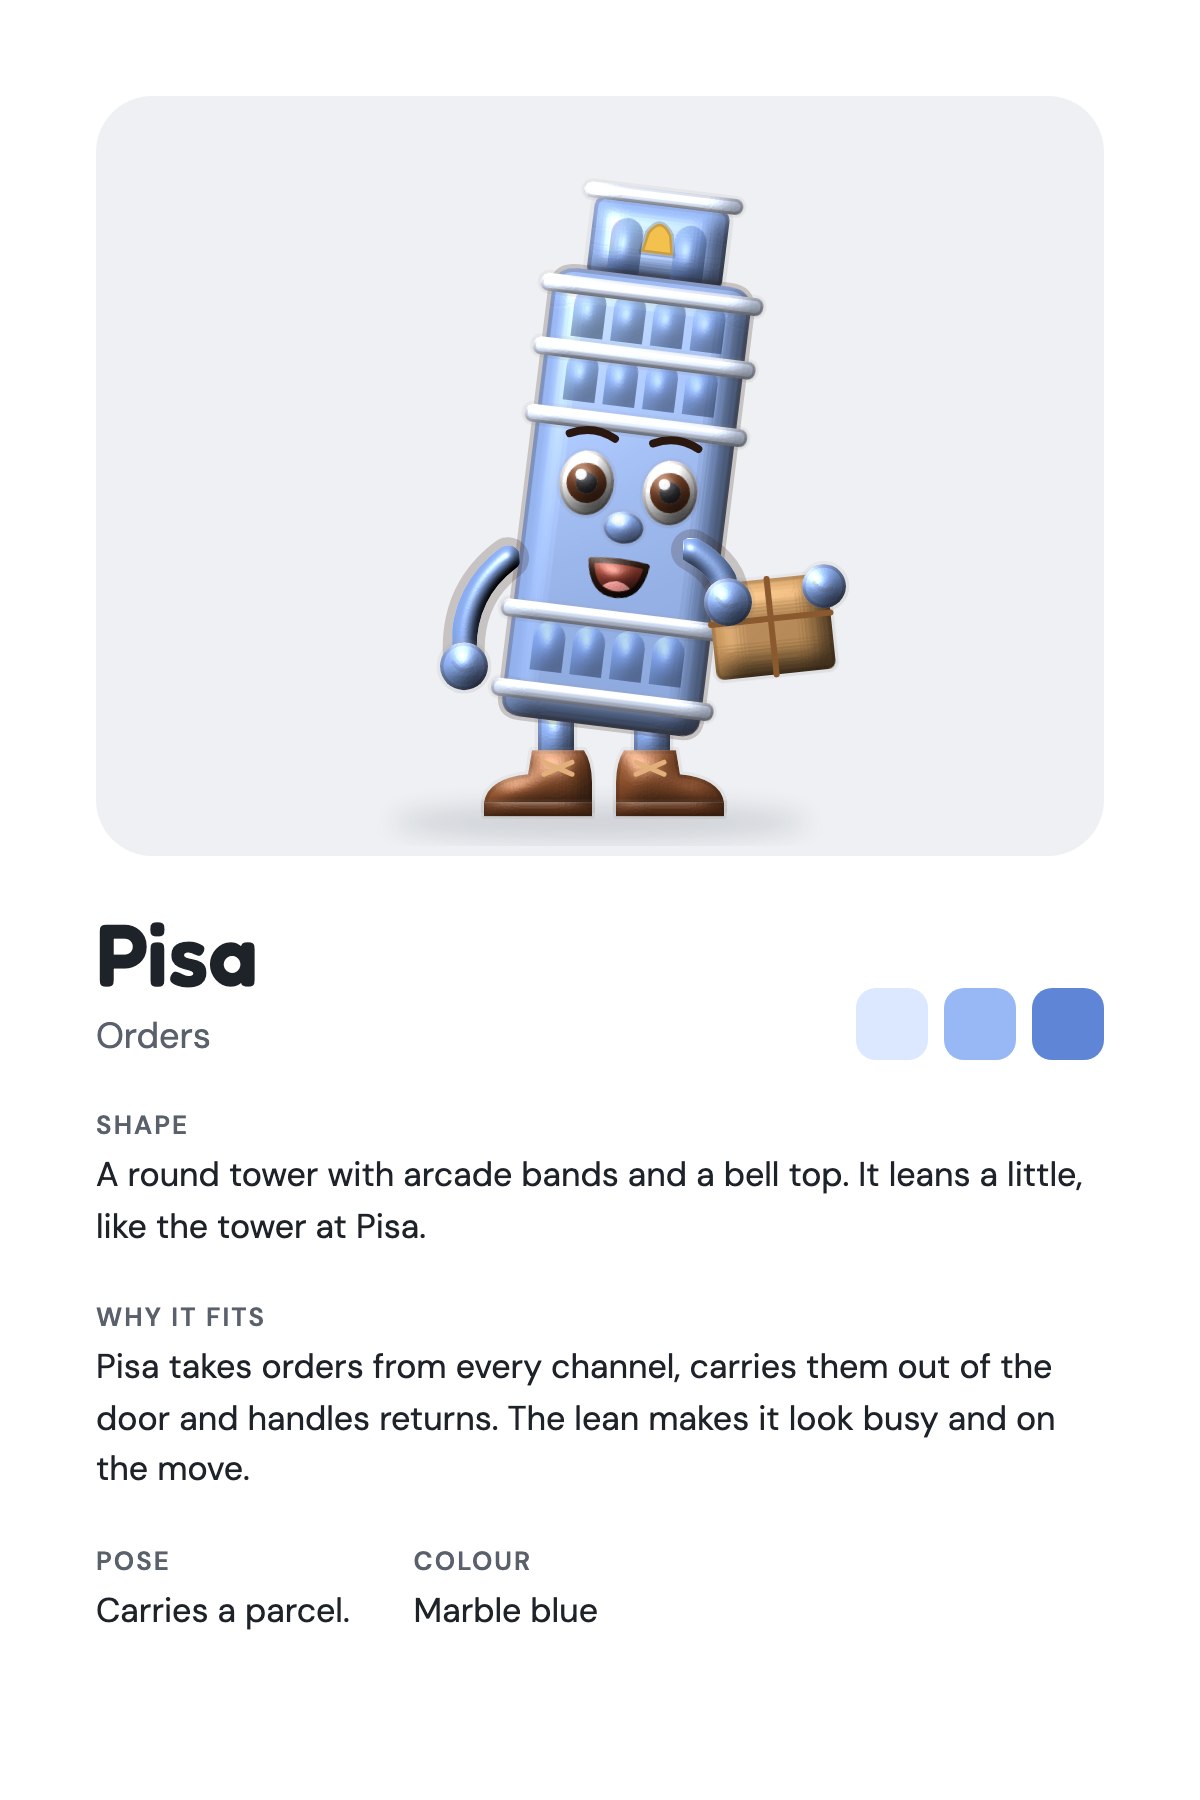 Pisa
Orders
SHAPE
A round tower with arcade bands and a bell top. It leans a little,
like the tower at Pisa.
WHY IT FITS
Pisa takes orders from every channel, carries them out of the
door and handles returns. The lean makes it look busy and on
the move.
POSE
Carries a parcel.
COLOUR
Marble blue